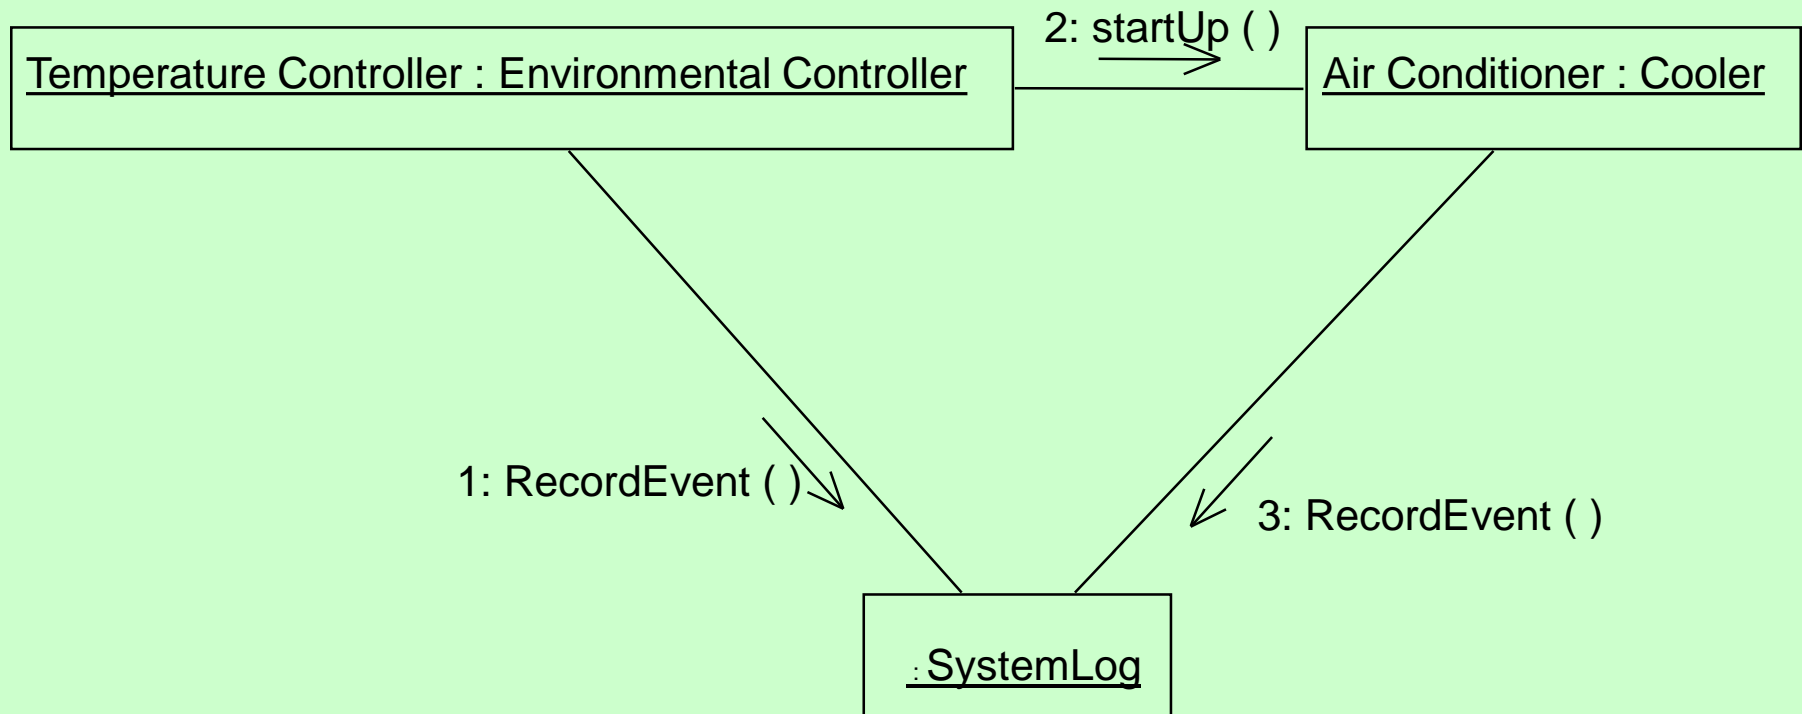 2: startUp ( )
Temperature Controller : Environmental Controller
Air Conditioner : Cooler
1: RecordEvent ( )
3: RecordEvent ( )
: SystemLog